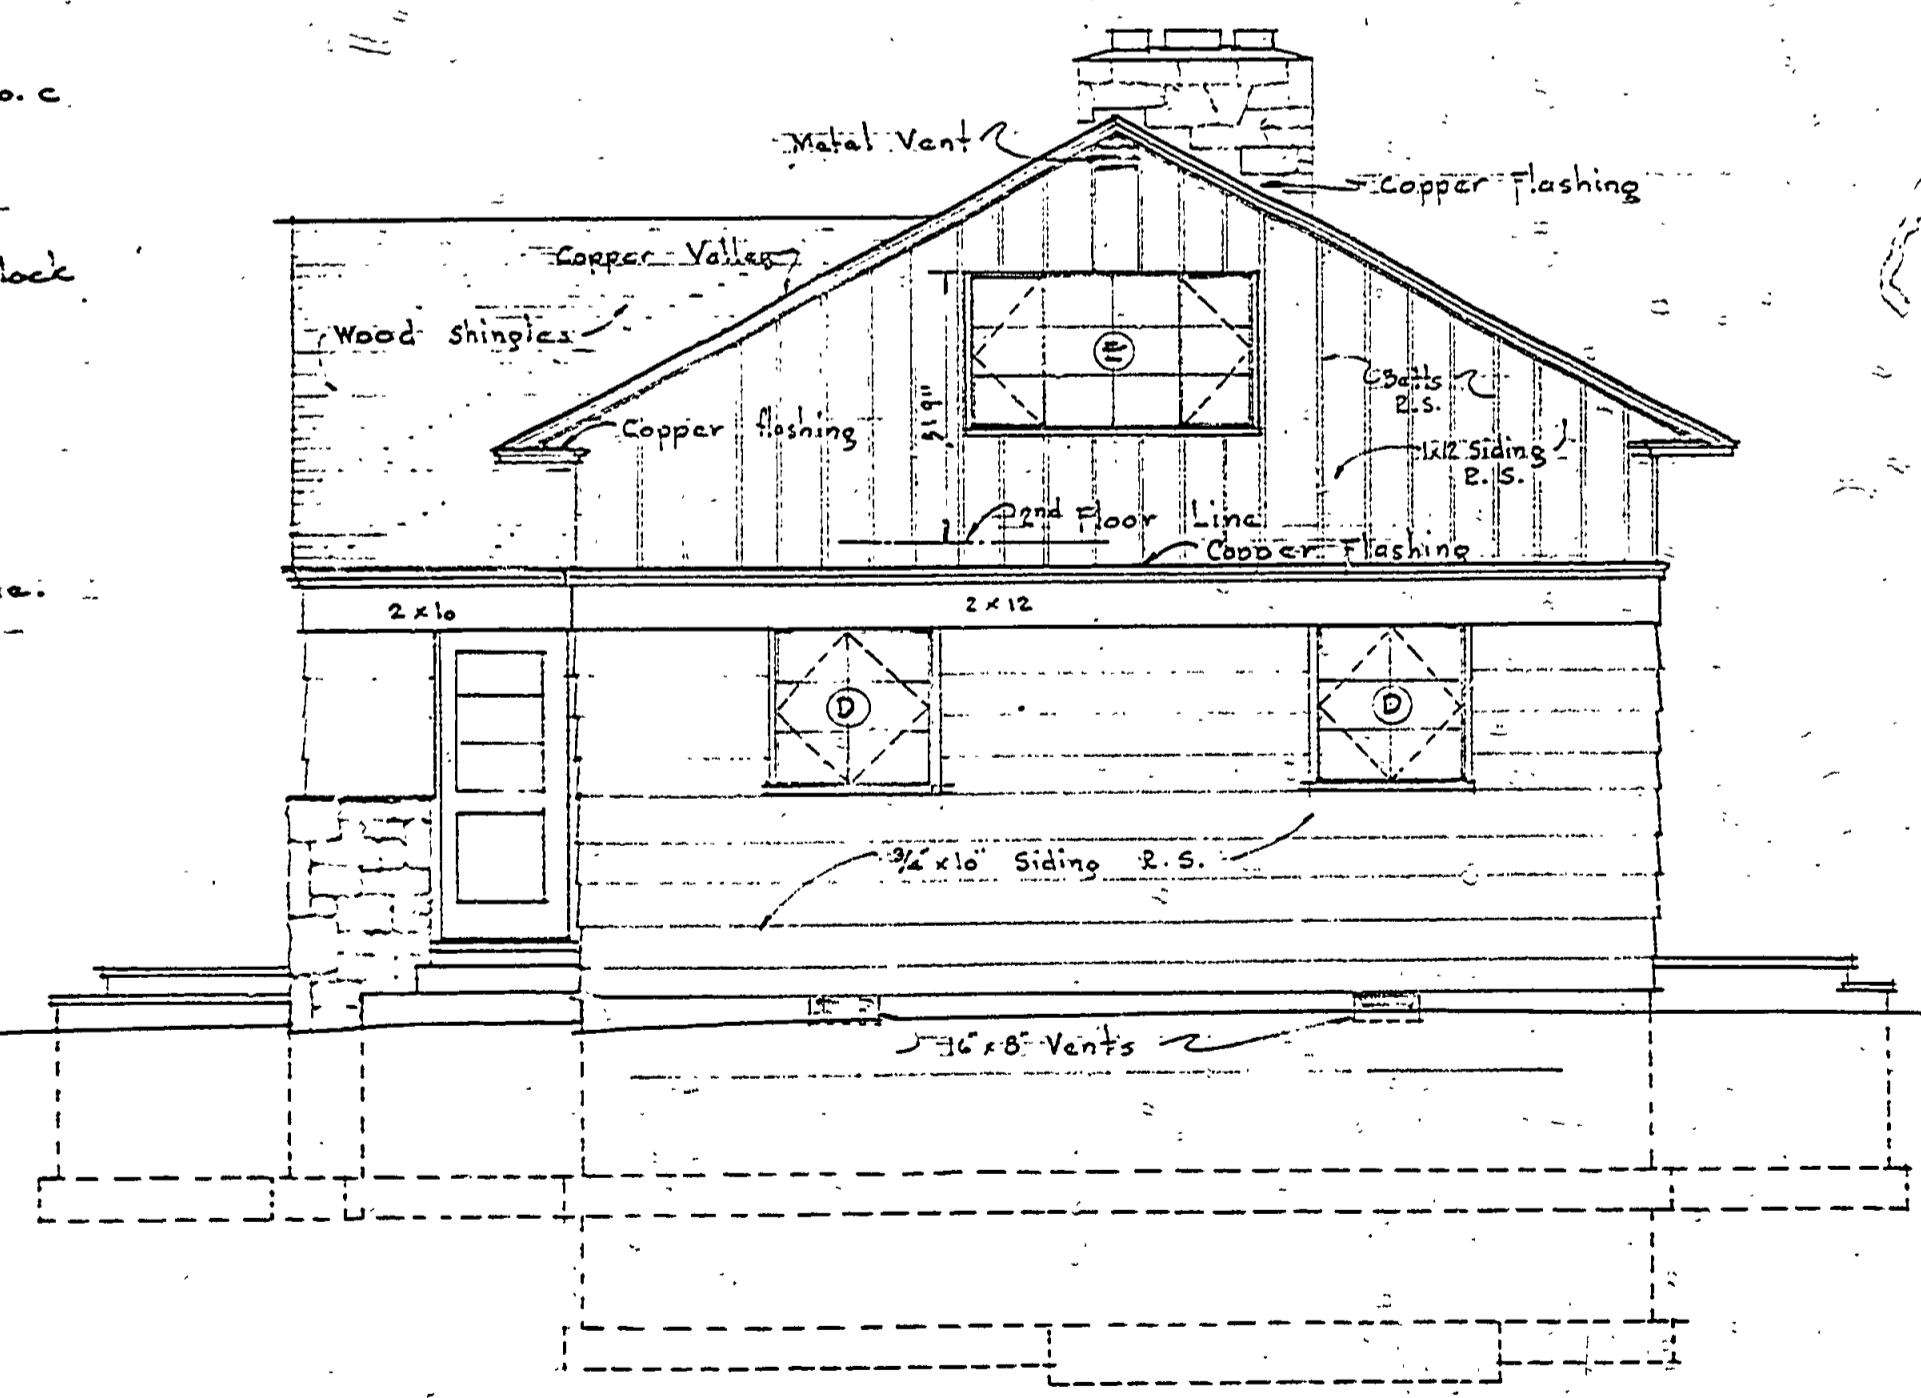 o. c
Metal Vent
Copper Flashing
Copper Valley
lock
Wood Shingles
E
Batts
R.S.
Copper flashing
1x12 Siding
R.S.
2nd Floor Line
Copper Flashing
e.
2 x 10
2 x 12
D
D
3/4" x 10" Siding R.S.
16" x 8" Vents